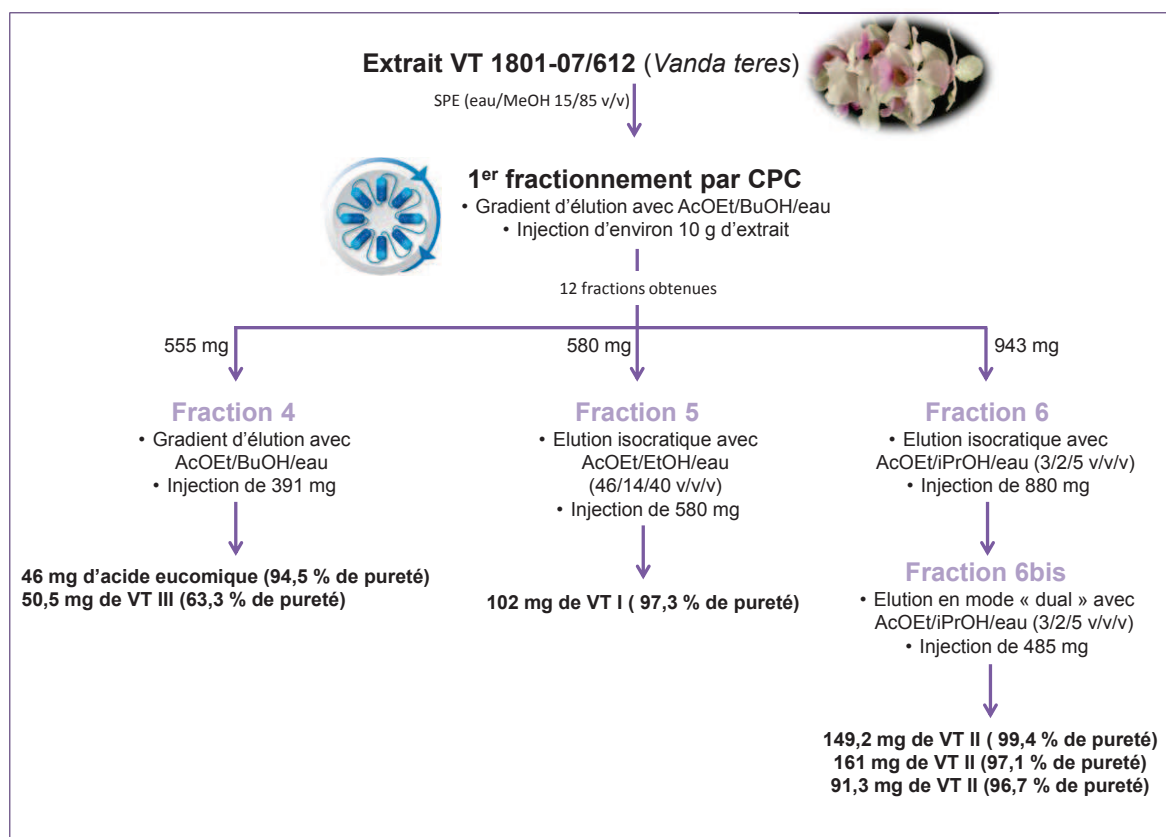 Extrait VT 1801-07/612 (Vanda teres)
SPE (eau/MeOH 15/85 v/v)
1er fractionnement par CPC
• Gradient d'élution avec AcOEt/BuOH/eau
• Injection d'environ 10 g d'extrait
12 fractions obtenues
555 mg
580 mg
943 mg
Fraction 4
• Gradient d'élution avec
AcOEt/BuOH/eau
• Injection de 391 mg
Fraction 5
• Elution isocratique avec
AcOEt/EtOH/eau
(46/14/40 v/v/v)
• Injection de 580 mg
Fraction 6
• Elution isocratique avec
AcOEt/iPrOH/eau (3/2/5 v/v/v)
• Injection de 880 mg
46 mg d'acide eucomique (94,5 % de pureté)
50,5 mg de VT III (63,3 % de pureté)
102 mg de VT I ( 97,3 % de pureté)
Fraction 6bis
• Elution en mode « dual » avec
AcOEt/iPrOH/eau (3/2/5 v/v/v)
• Injection de 485 mg
149,2 mg de VT II ( 99,4 % de pureté)
161 mg de VT II (97,1 % de pureté)
91,3 mg de VT II (96,7 % de pureté)